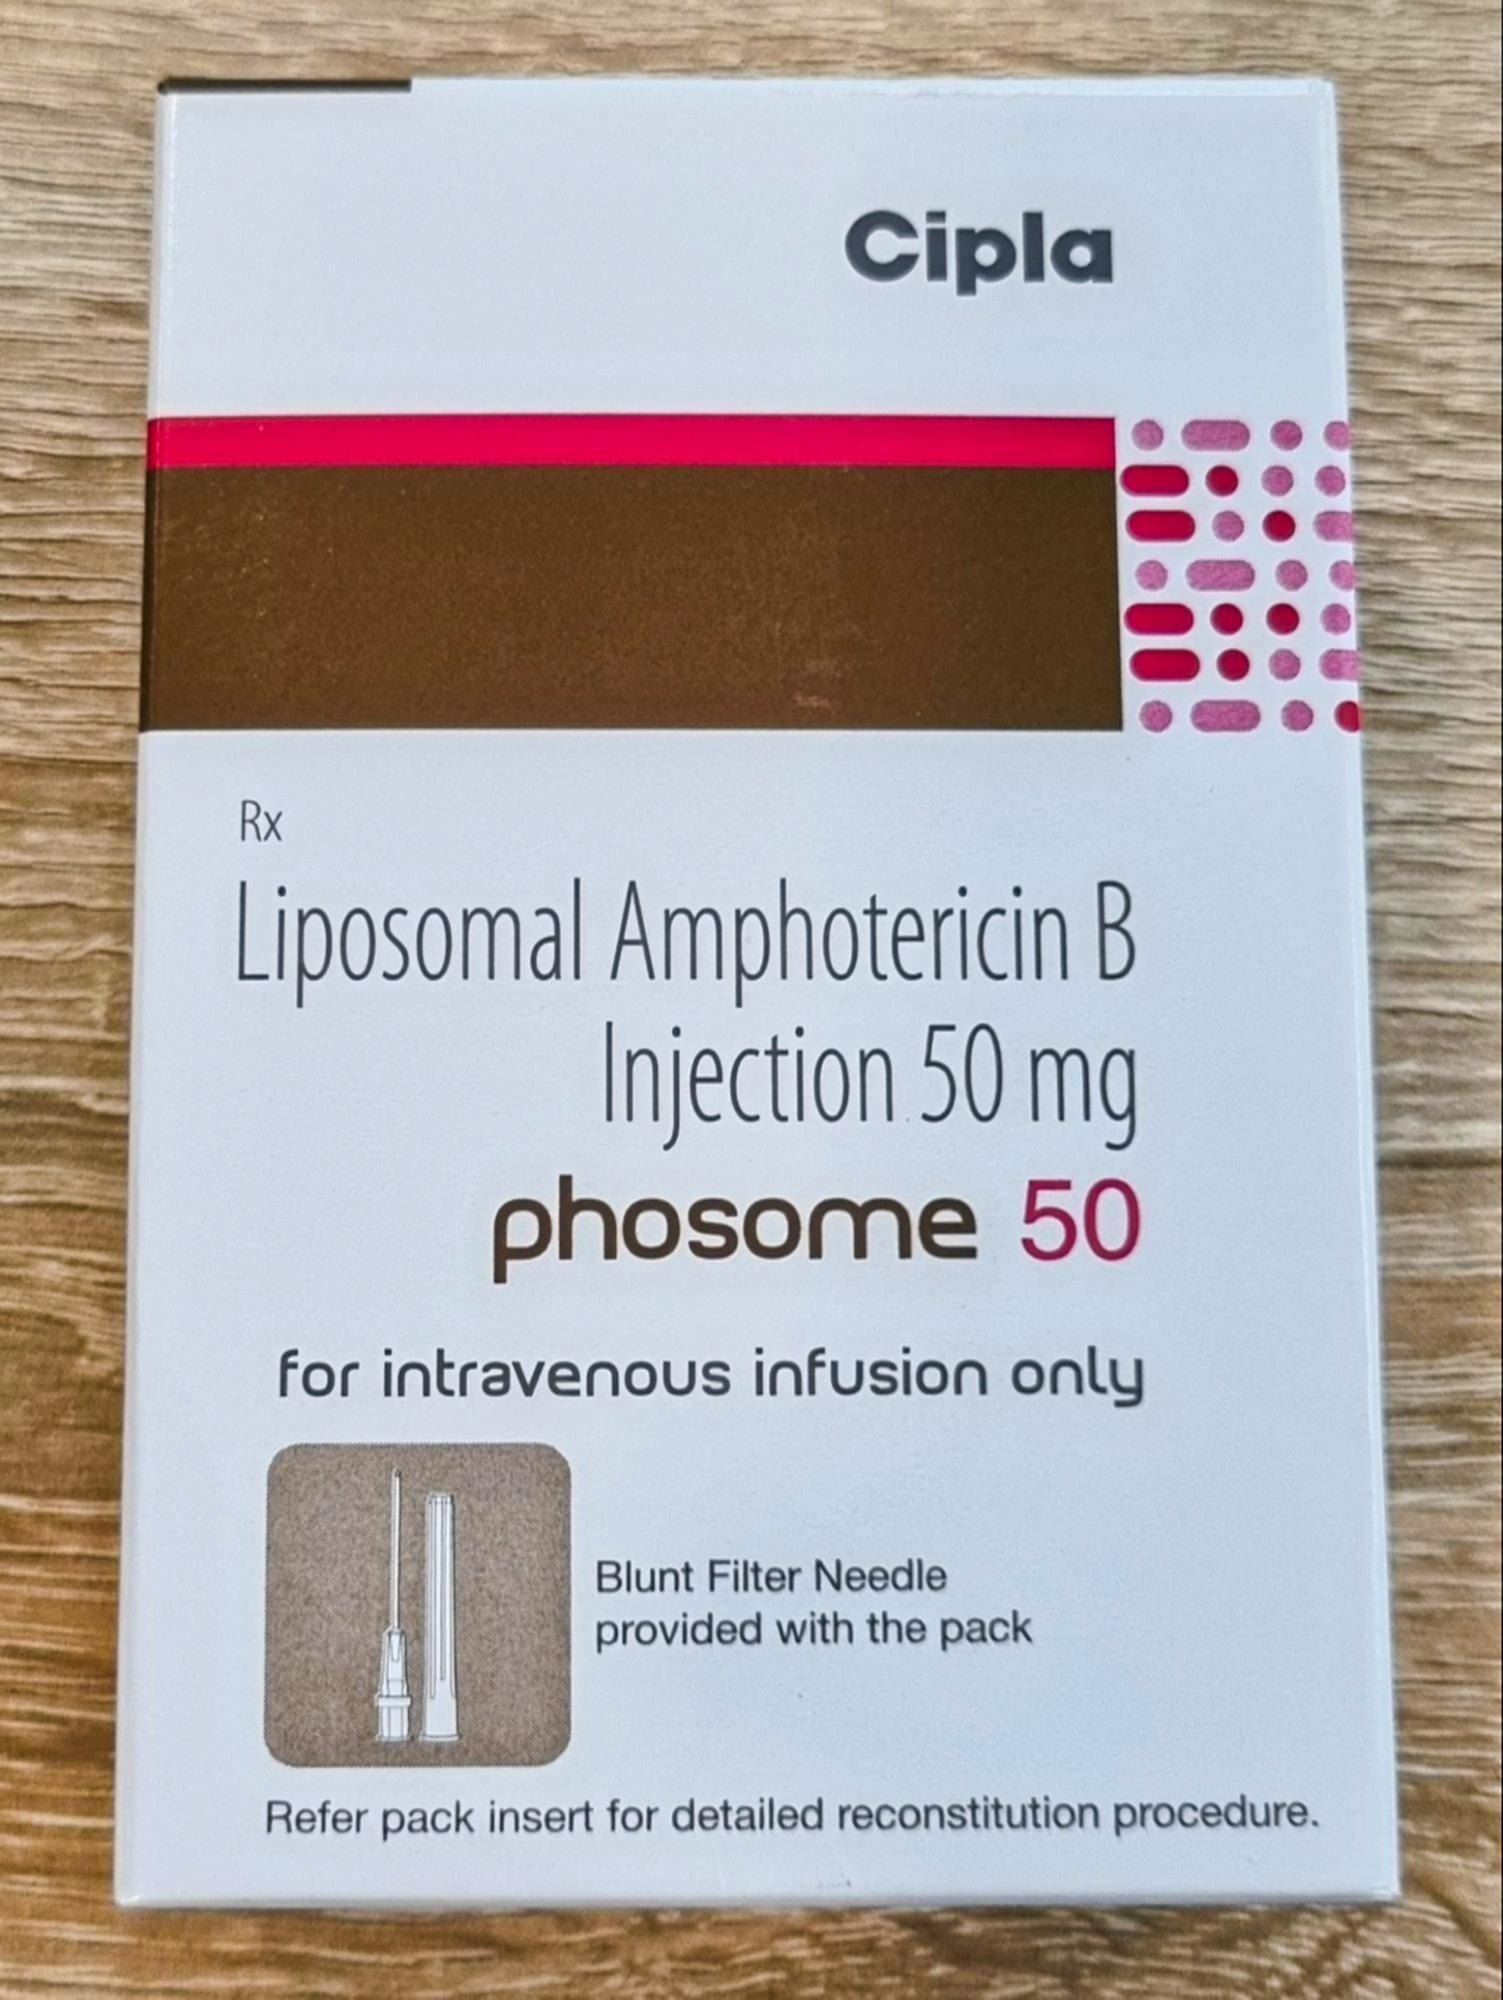 Cipla
Rx
Liposomal Amphotericin B
Injection 50 mg
phosome 50
for intravenous infusion only
Blunt Filter Needle
provided with the pack
Refer pack insert for detailed reconstitution procedure.